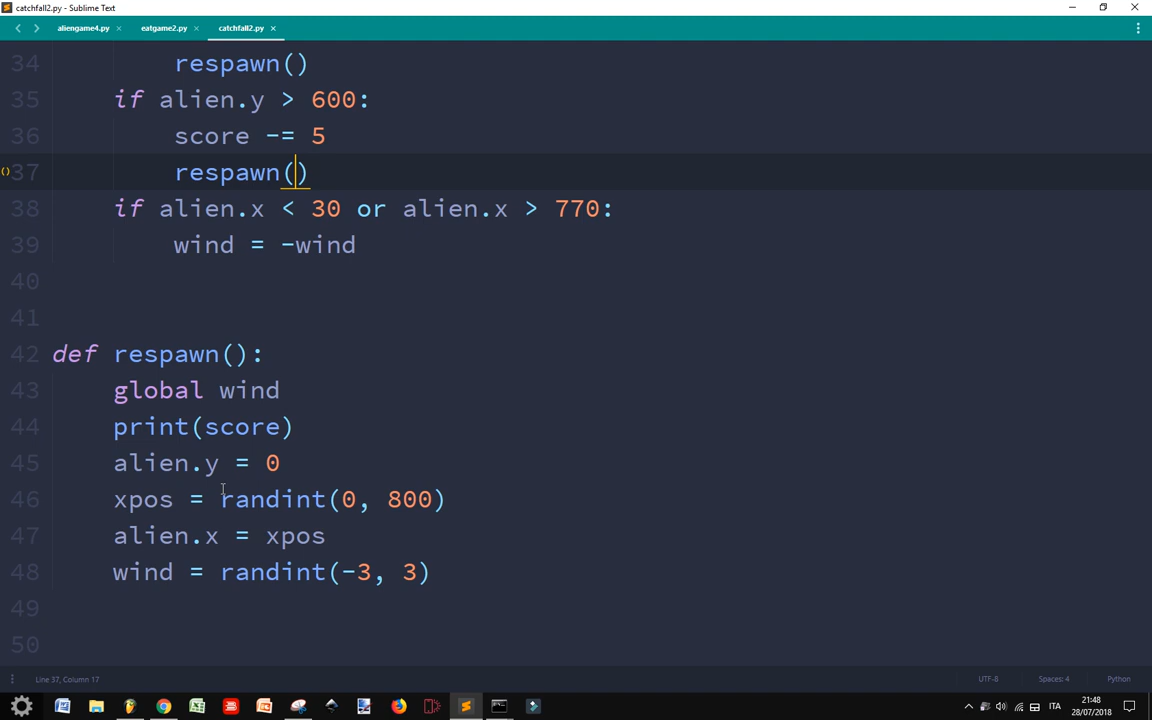 catchfall2.py - Sublime Text
aliengame4.py × eatgame2.py × catchfall2.py ×
34 respawn()
35 if alien.y > 600:
36 score -= 5
37 respawn()
38 if alien.x < 30 or alien.x > 770:
39 wind = -wind
40
41
42 def respawn():
43 global wind
44 print(score)
45 alien.y = 0
46 xpos = randint(0, 800)
47 alien.x = xpos
48 wind = randint(-3, 3)
49
50
Line 37, Column 17 UTF-8 Spaces: 4 Python
ITA 21:48
28/07/2018